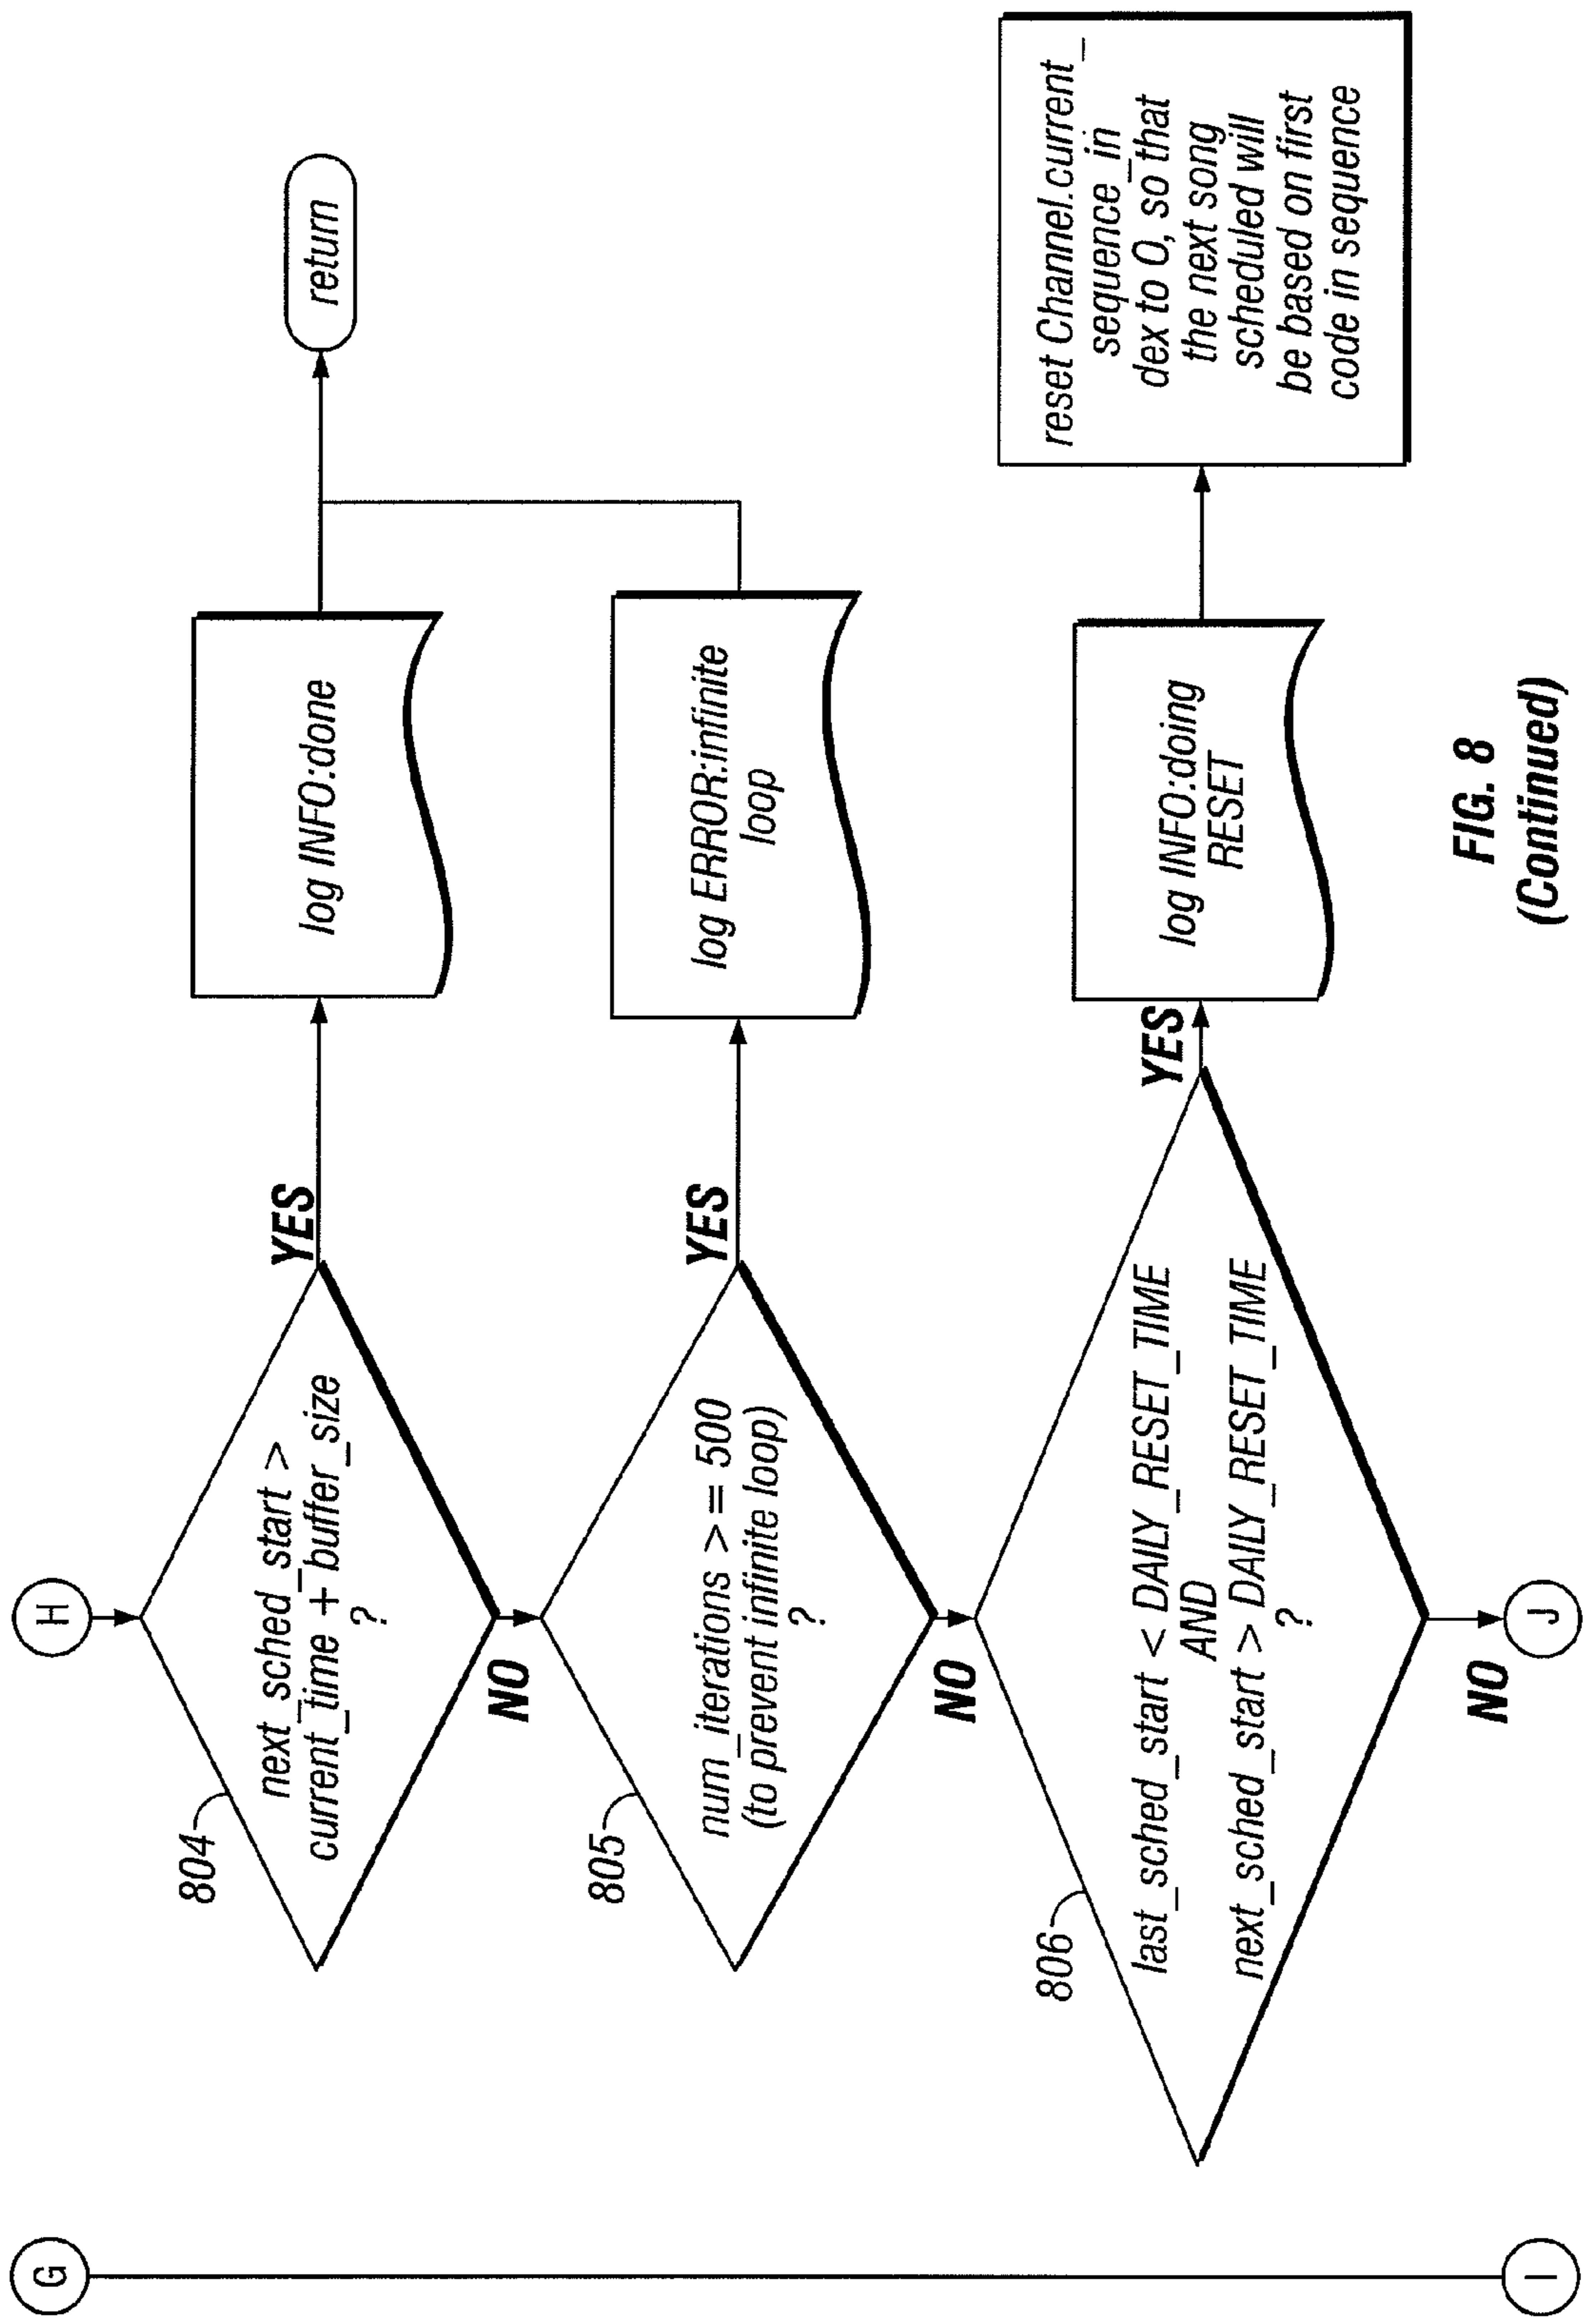 G
H
804
next_sched_start >
current_time + buffer_size
?
YES
log INFO:done
return
NO
805
num_iterations > = 500
(to prevent infinite loop)
?
YES
log ERROR:infinite
loop
NO
806
last_sched_start < DAILY_RESET_TIME
AND
next_sched_start > DAILY_RESET_TIME
?
YES
log INFO:doing
RESET
reset Channel.current_
sequence_in
dex to 0, so that
the next song
scheduled will
be based on first
code in sequence
NO
I
J
FIG. 8
(Continued)